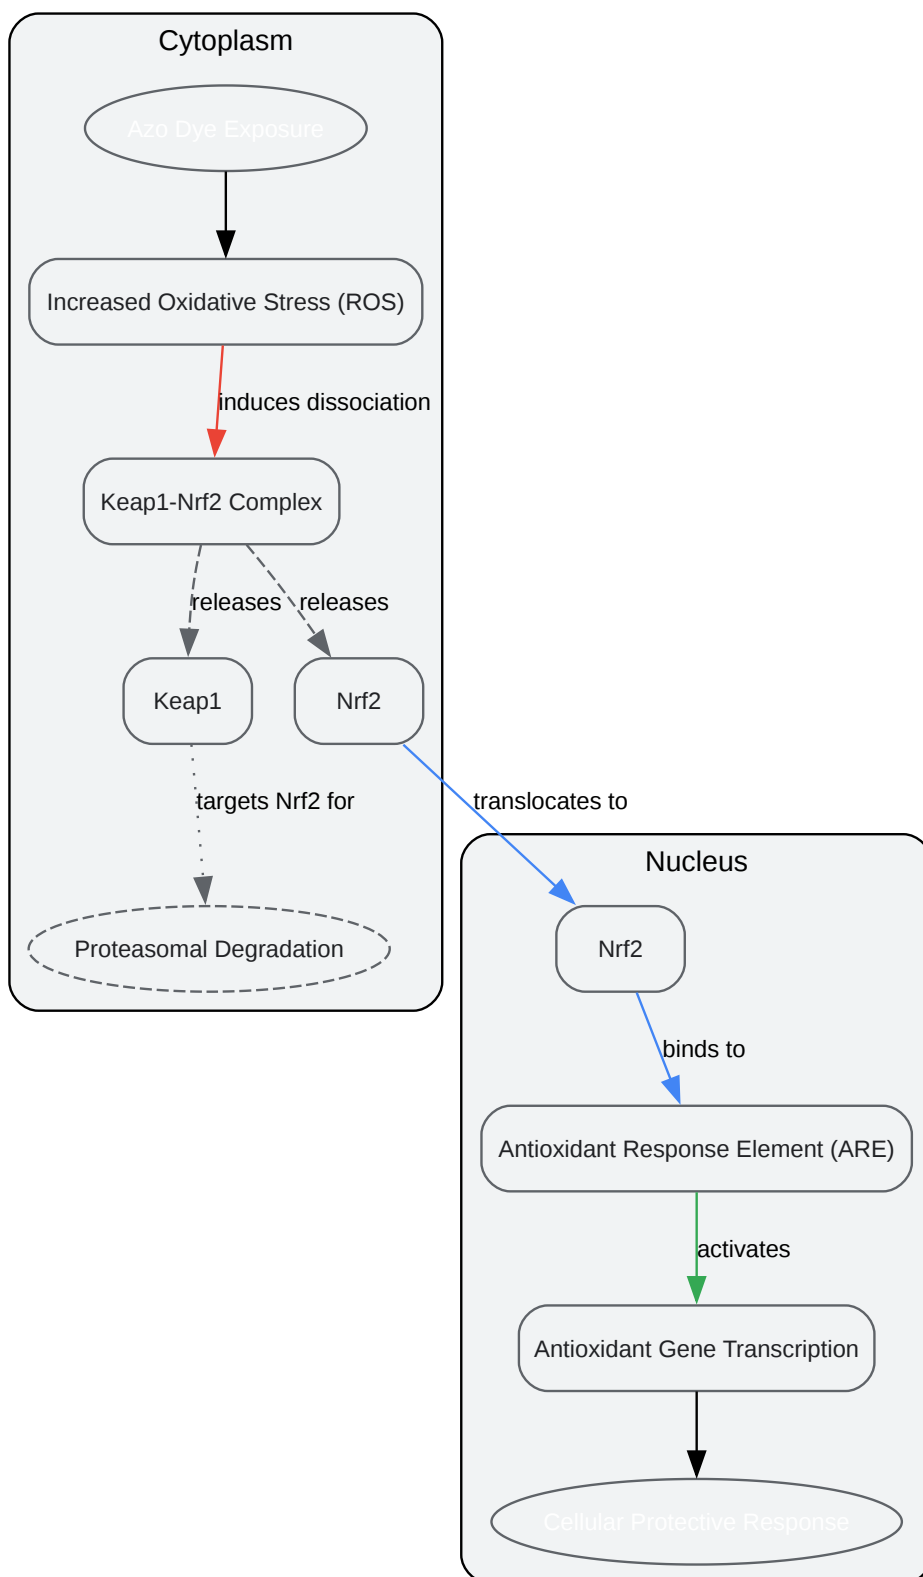 Cytoplasm
Azo Dye Exposure
Increased Oxidative Stress (ROS)
induces dissociation
Keap1-Nrf2 Complex
releases
releases
Keap1
Nrf2
targets Nrf2 for
translocates to
Proteasomal Degradation
Nucleus
Nrf2
binds to
Antioxidant Response Element (ARE)
activates
Antioxidant Gene Transcription
Cellular Protective Response